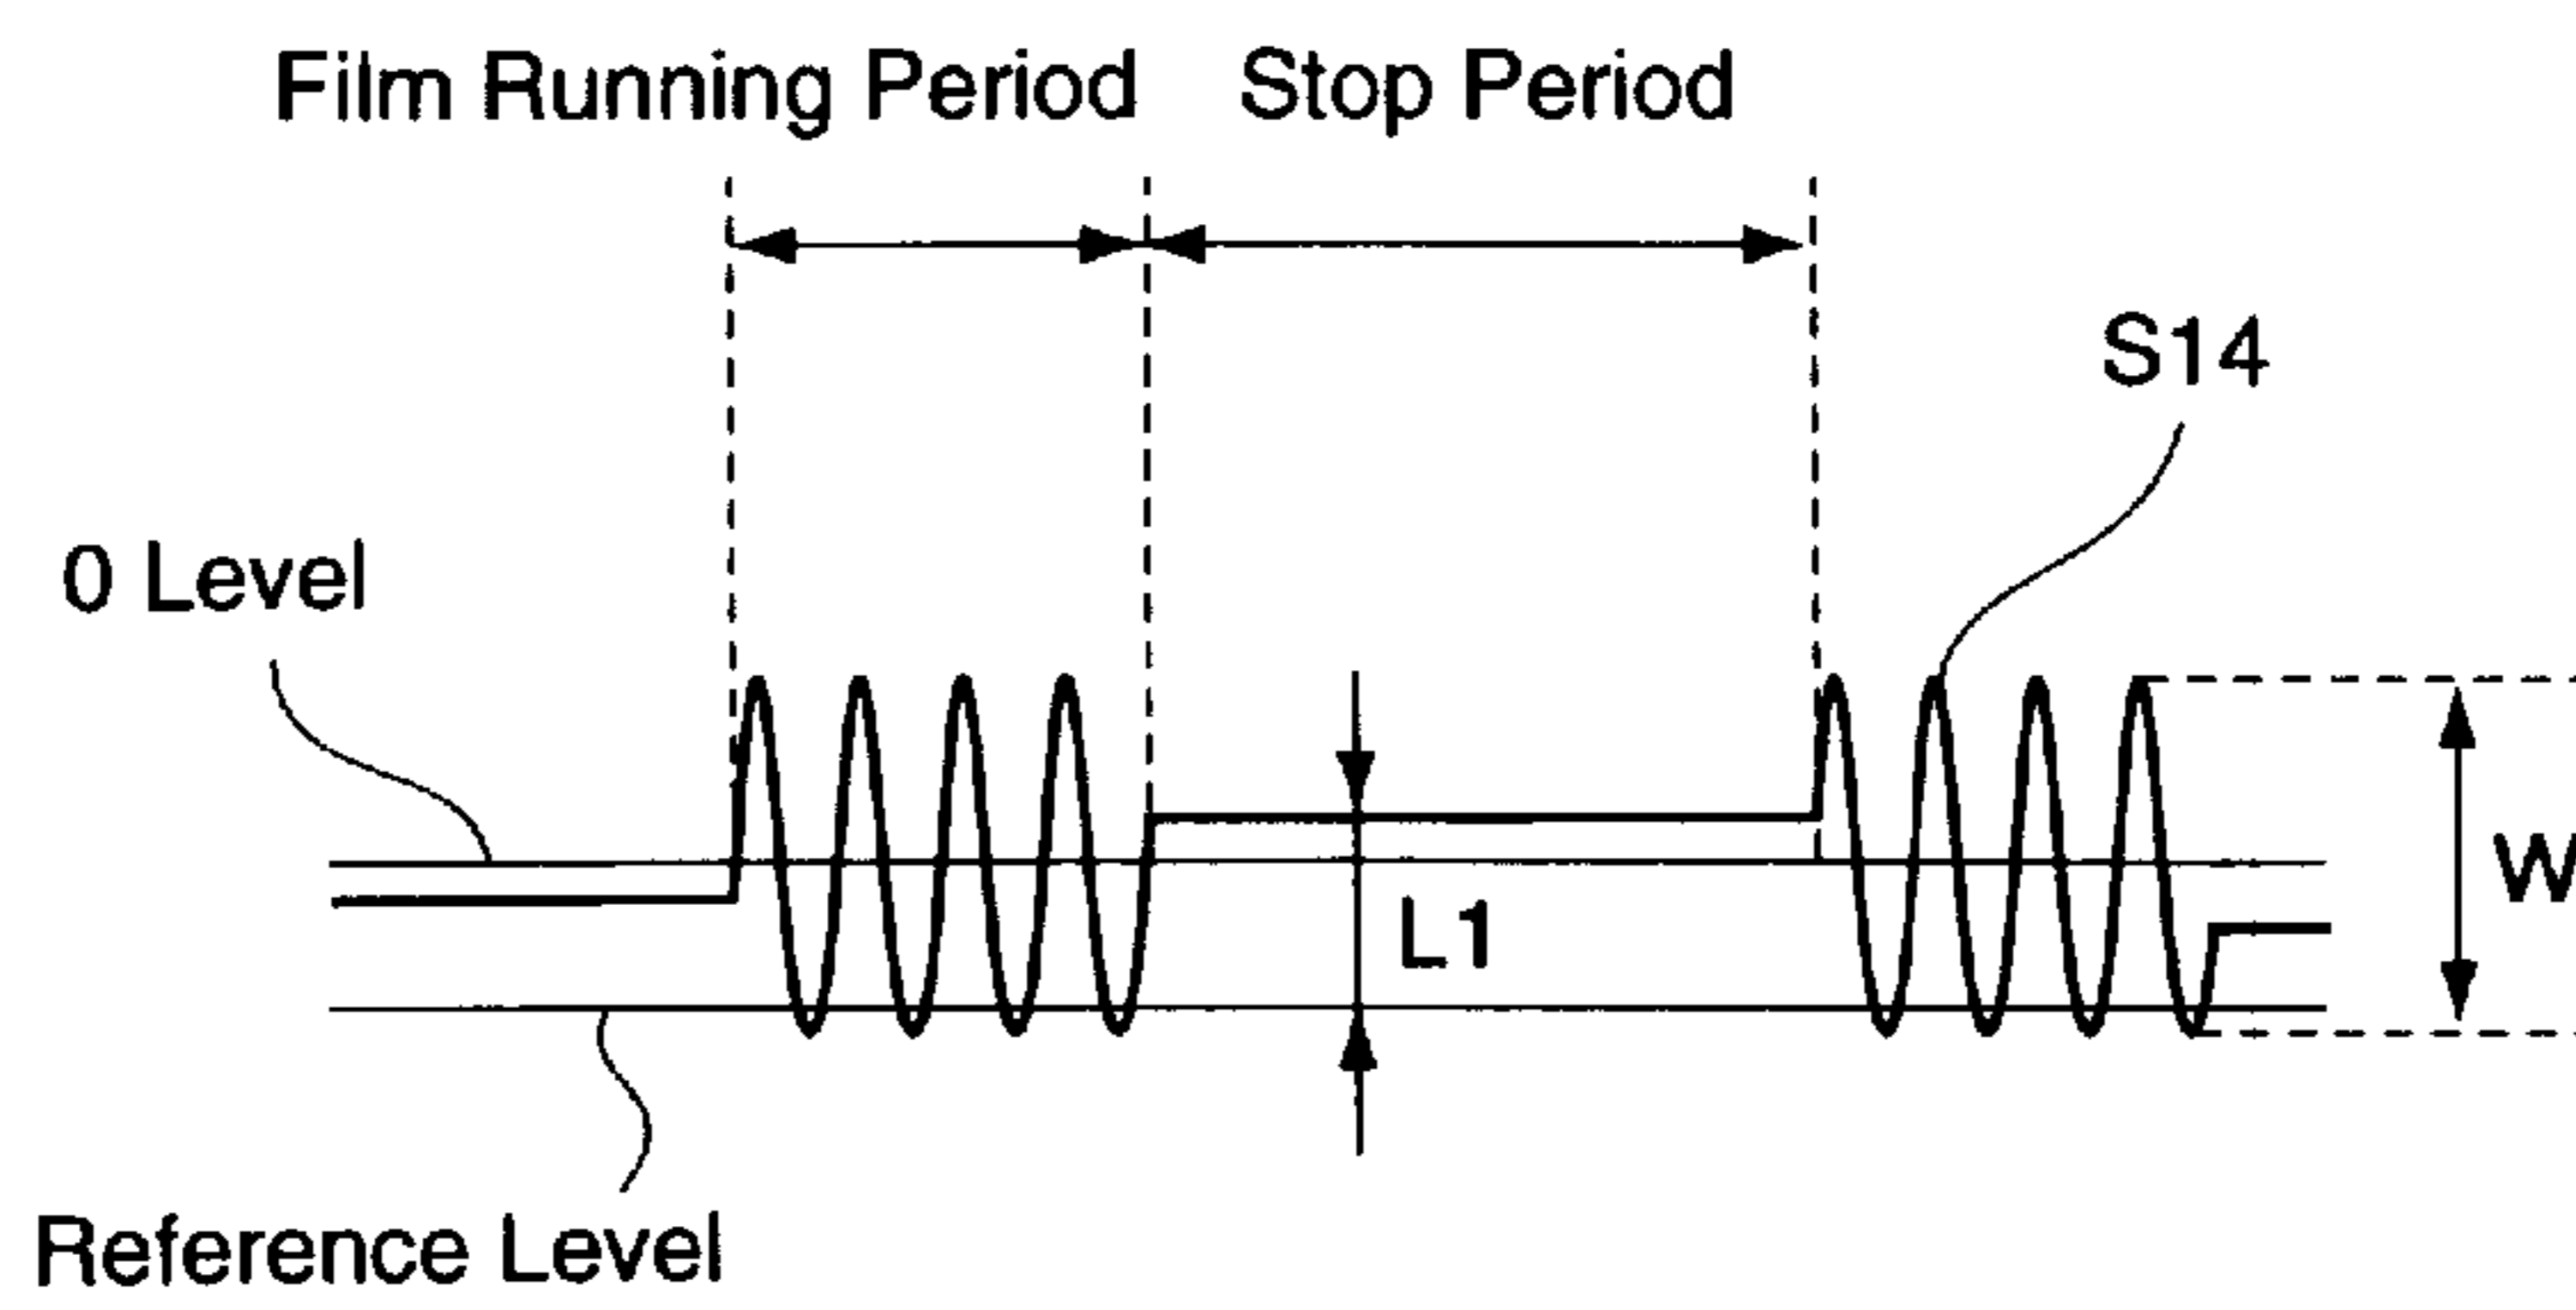 Film Running Period
Stop Period
S14
0 Level
L1
W
Reference Level